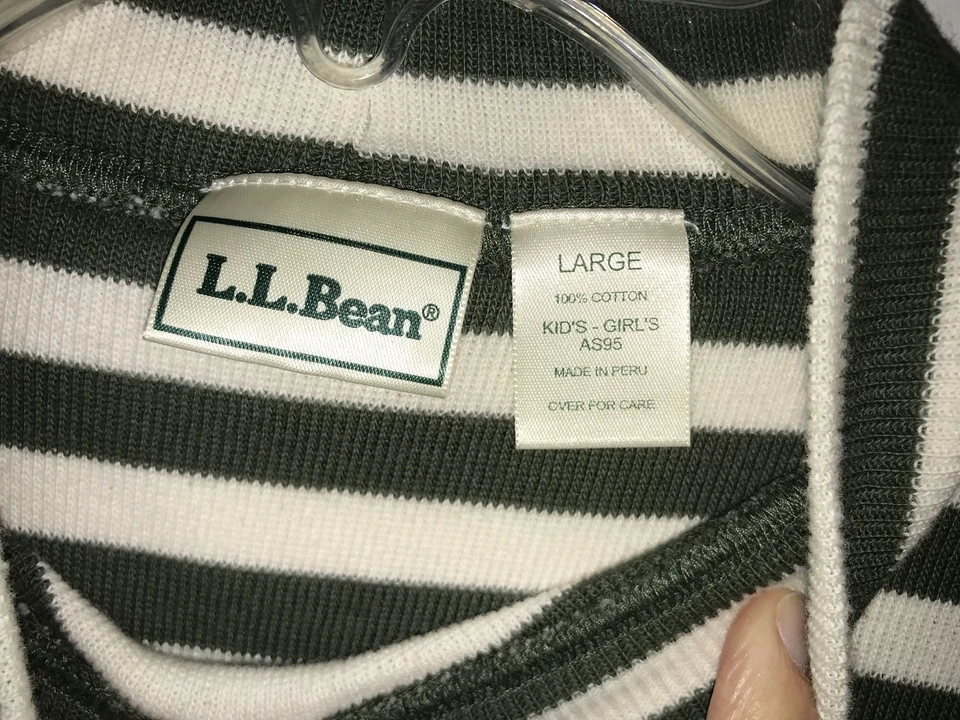 L.L.Bean®
LARGE
100% COTTON
KID'S - GIRL'S
AS95
MADE IN PERU
OVER FOR CARE